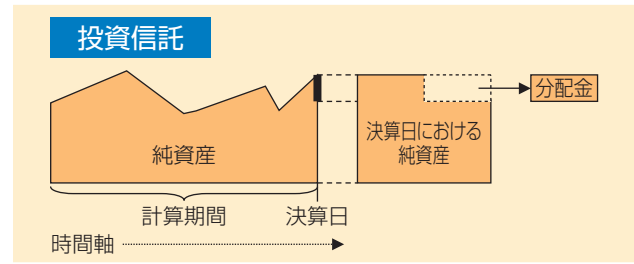 投資信託
分配金
決算日における
純資産
純資産
計算期間
決算日
時間軸